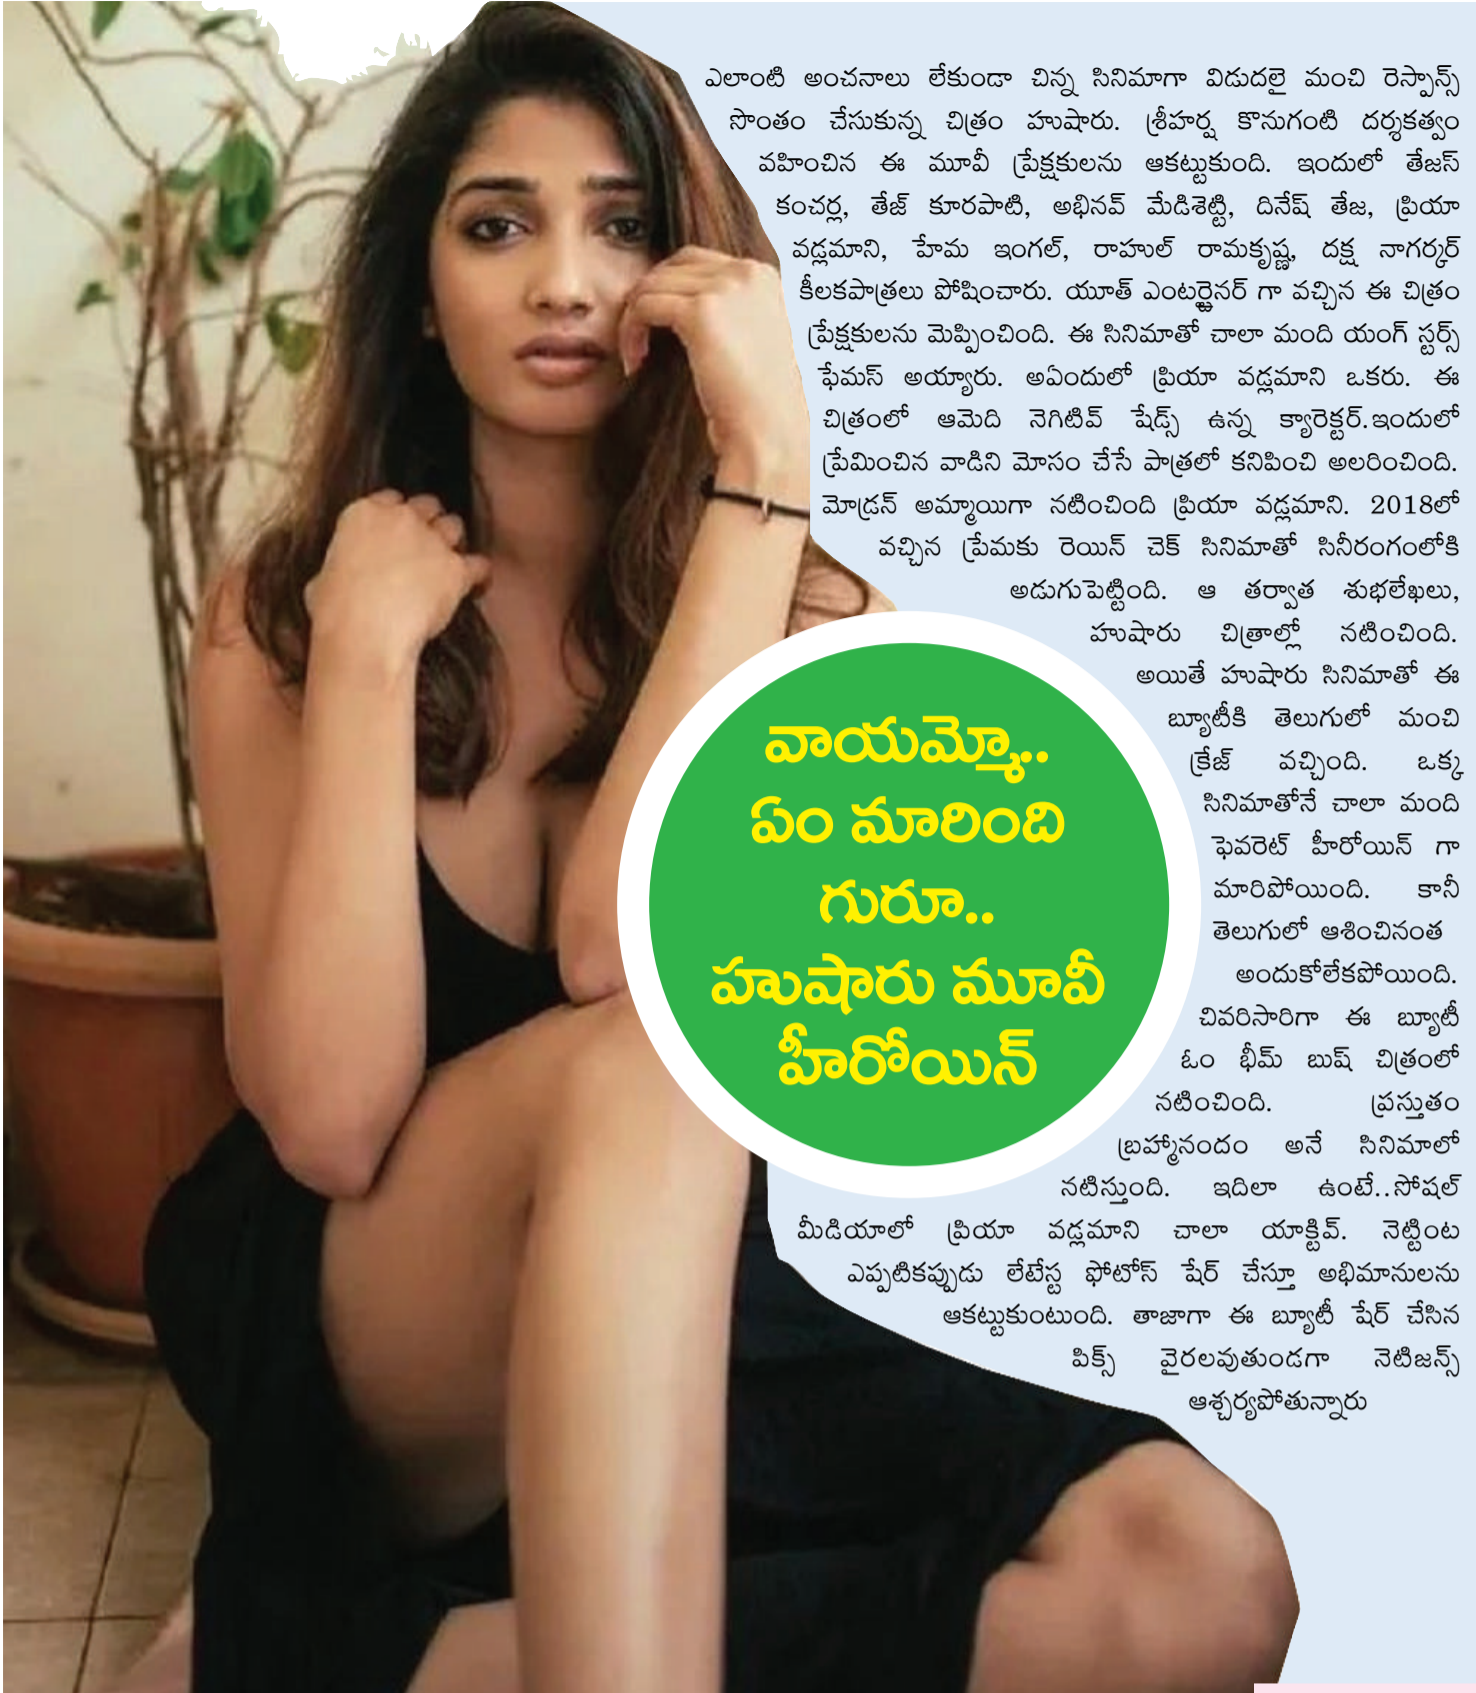 ఎలాంటి అంచనాలు లేకుండా చిన్న సినిమాగా విడుదలై మంచి రెస్పాన్స్
సొంతం చేసుకున్న చిత్రం హుషారు. శ్రీహర్ష కొనుగంటి దర్శకత్వం
వహించిన ఈ మూవీ ప్రేక్షకులను ఆకట్టుకుంది. ఇందులో తేజస్
కంచర్ల, తేజ్ కూరపాటి, అభినవ్ మేడిశెట్టి, దినేష్ తేజ, ప్రియా
వడ్లమాని, హేమ ఇంగల్, రాహుల్ రామకృష్ణ, దక్ష నాగర్కర్
కీలకపాత్రలు పోషించారు. యూత్ ఎంటర్టైనర్ గా వచ్చిన ఈ చిత్రం
ప్రేక్షకులను మెప్పించింది. ఈ సినిమాతో చాలా మంది యంగ్ స్టర్స్
ఫేమస్ అయ్యారు. అఏందులో ప్రియా వడ్లమాని ఒకరు. ఈ
చిత్రంలో ఆమెది నెగిటివ్ షేడ్స్ ఉన్న క్యారెక్టర్.ఇందులో
ప్రేమించిన వాడిని మోసం చేసే పాత్రలో కనిపించి అలరించింది.
మోడ్రన్ అమ్మాయిగా నటించింది ప్రియా వడ్లమాని. 2018లో
వచ్చిన ప్రేమకు రెయిన్ చెక్ సినిమాతో సినీరంగంలోకి
అడుగుపెట్టింది. ఆ తర్వాత శుభలేఖలు,
హుషారు చిత్రాల్లో నటించింది.
అయితే హుషారు సినిమాతో ఈ
బ్యూటీకి తెలుగులో మంచి
క్రేజ్ వచ్చింది. ఒక్క
సినిమాతోనే చాలా మంది
ఫెవరెట్ హీరోయిన్ గా
మారిపోయింది. కానీ
తెలుగులో ఆశించినంత
అందుకోలేకపోయింది.
చివరిసారిగా ఈ బ్యూటీ
ఓం భీమ్ బుష్ చిత్రంలో
నటించింది. ప్రస్తుతం
బ్రహ్మానందం అనే సినిమాలో
నటిస్తుంది. ఇదిలా ఉంటే..సోషల్
మీడియాలో ప్రియా వడ్లమాని చాలా యాక్టివ్. నెట్టింట
ఎప్పటికప్పుడు లేటేస్ట ఫోటోస్ షేర్ చేస్తూ అభిమానులను
ఆకట్టుకుంటుంది. తాజాగా ఈ బ్యూటీ షేర్ చేసిన
పిక్స్ వైరలవుతుండగా నెటిజన్స్
ఆశ్చర్యపోతున్నారు
వాయమ్మో..
ఏం మారింది
గురూ..
హుషారు మూవీ
హీరోయిన్